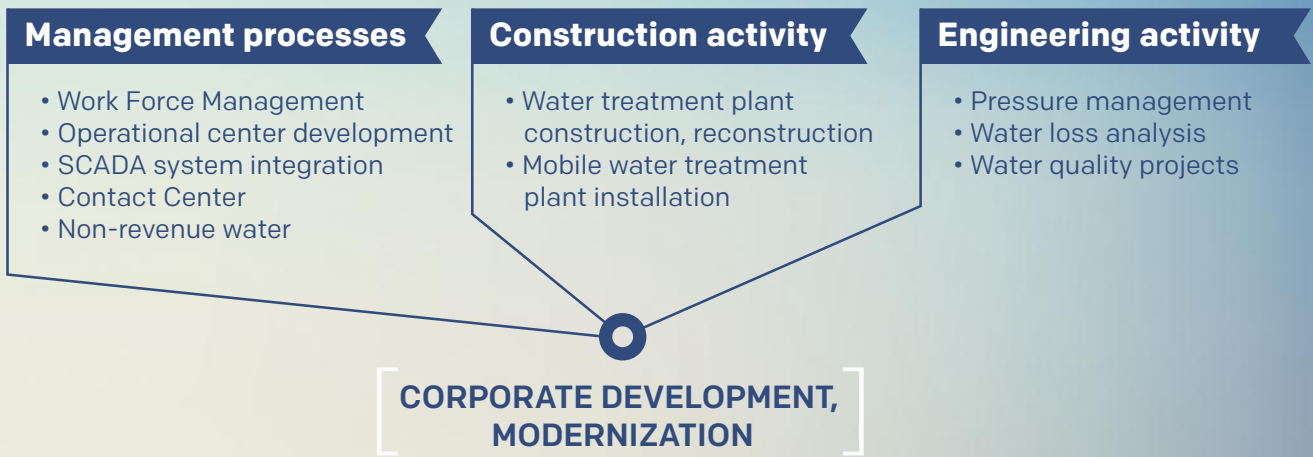 Management processes
• Work Force Management
• Operational center development
• SCADA system integration
• Contact Center
• Non-revenue water
Construction activity
• Water treatment plant
construction, reconstruction
• Mobile water treatment
plant installation
Engineering activity
• Pressure management
• Water loss analysis
• Water quality projects
CORPORATE DEVELOPMENT,
MODERNIZATION